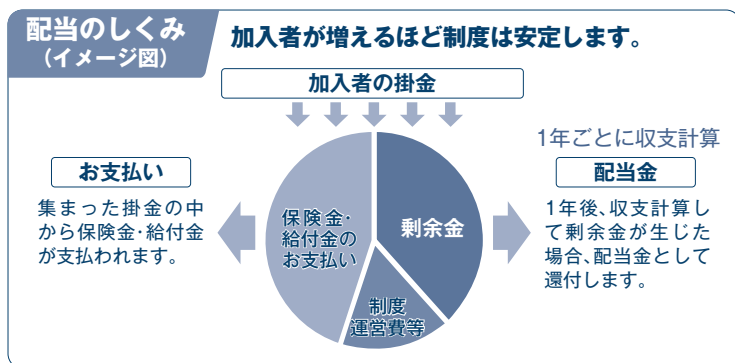 配当のしくみ
（イメージ図）
加入者が増えるほど制度は安定します。
加入者の掛金
1年ごとに収支計算
お支払い
集まった掛金の中
から保険金・給付金
が支払われます。
保険金・
給付金の
お支払い
剰余金
制度
運営費等
配当金
1年後、収支計算し
て剰余金が生じた
場合、配当金として
還付します。